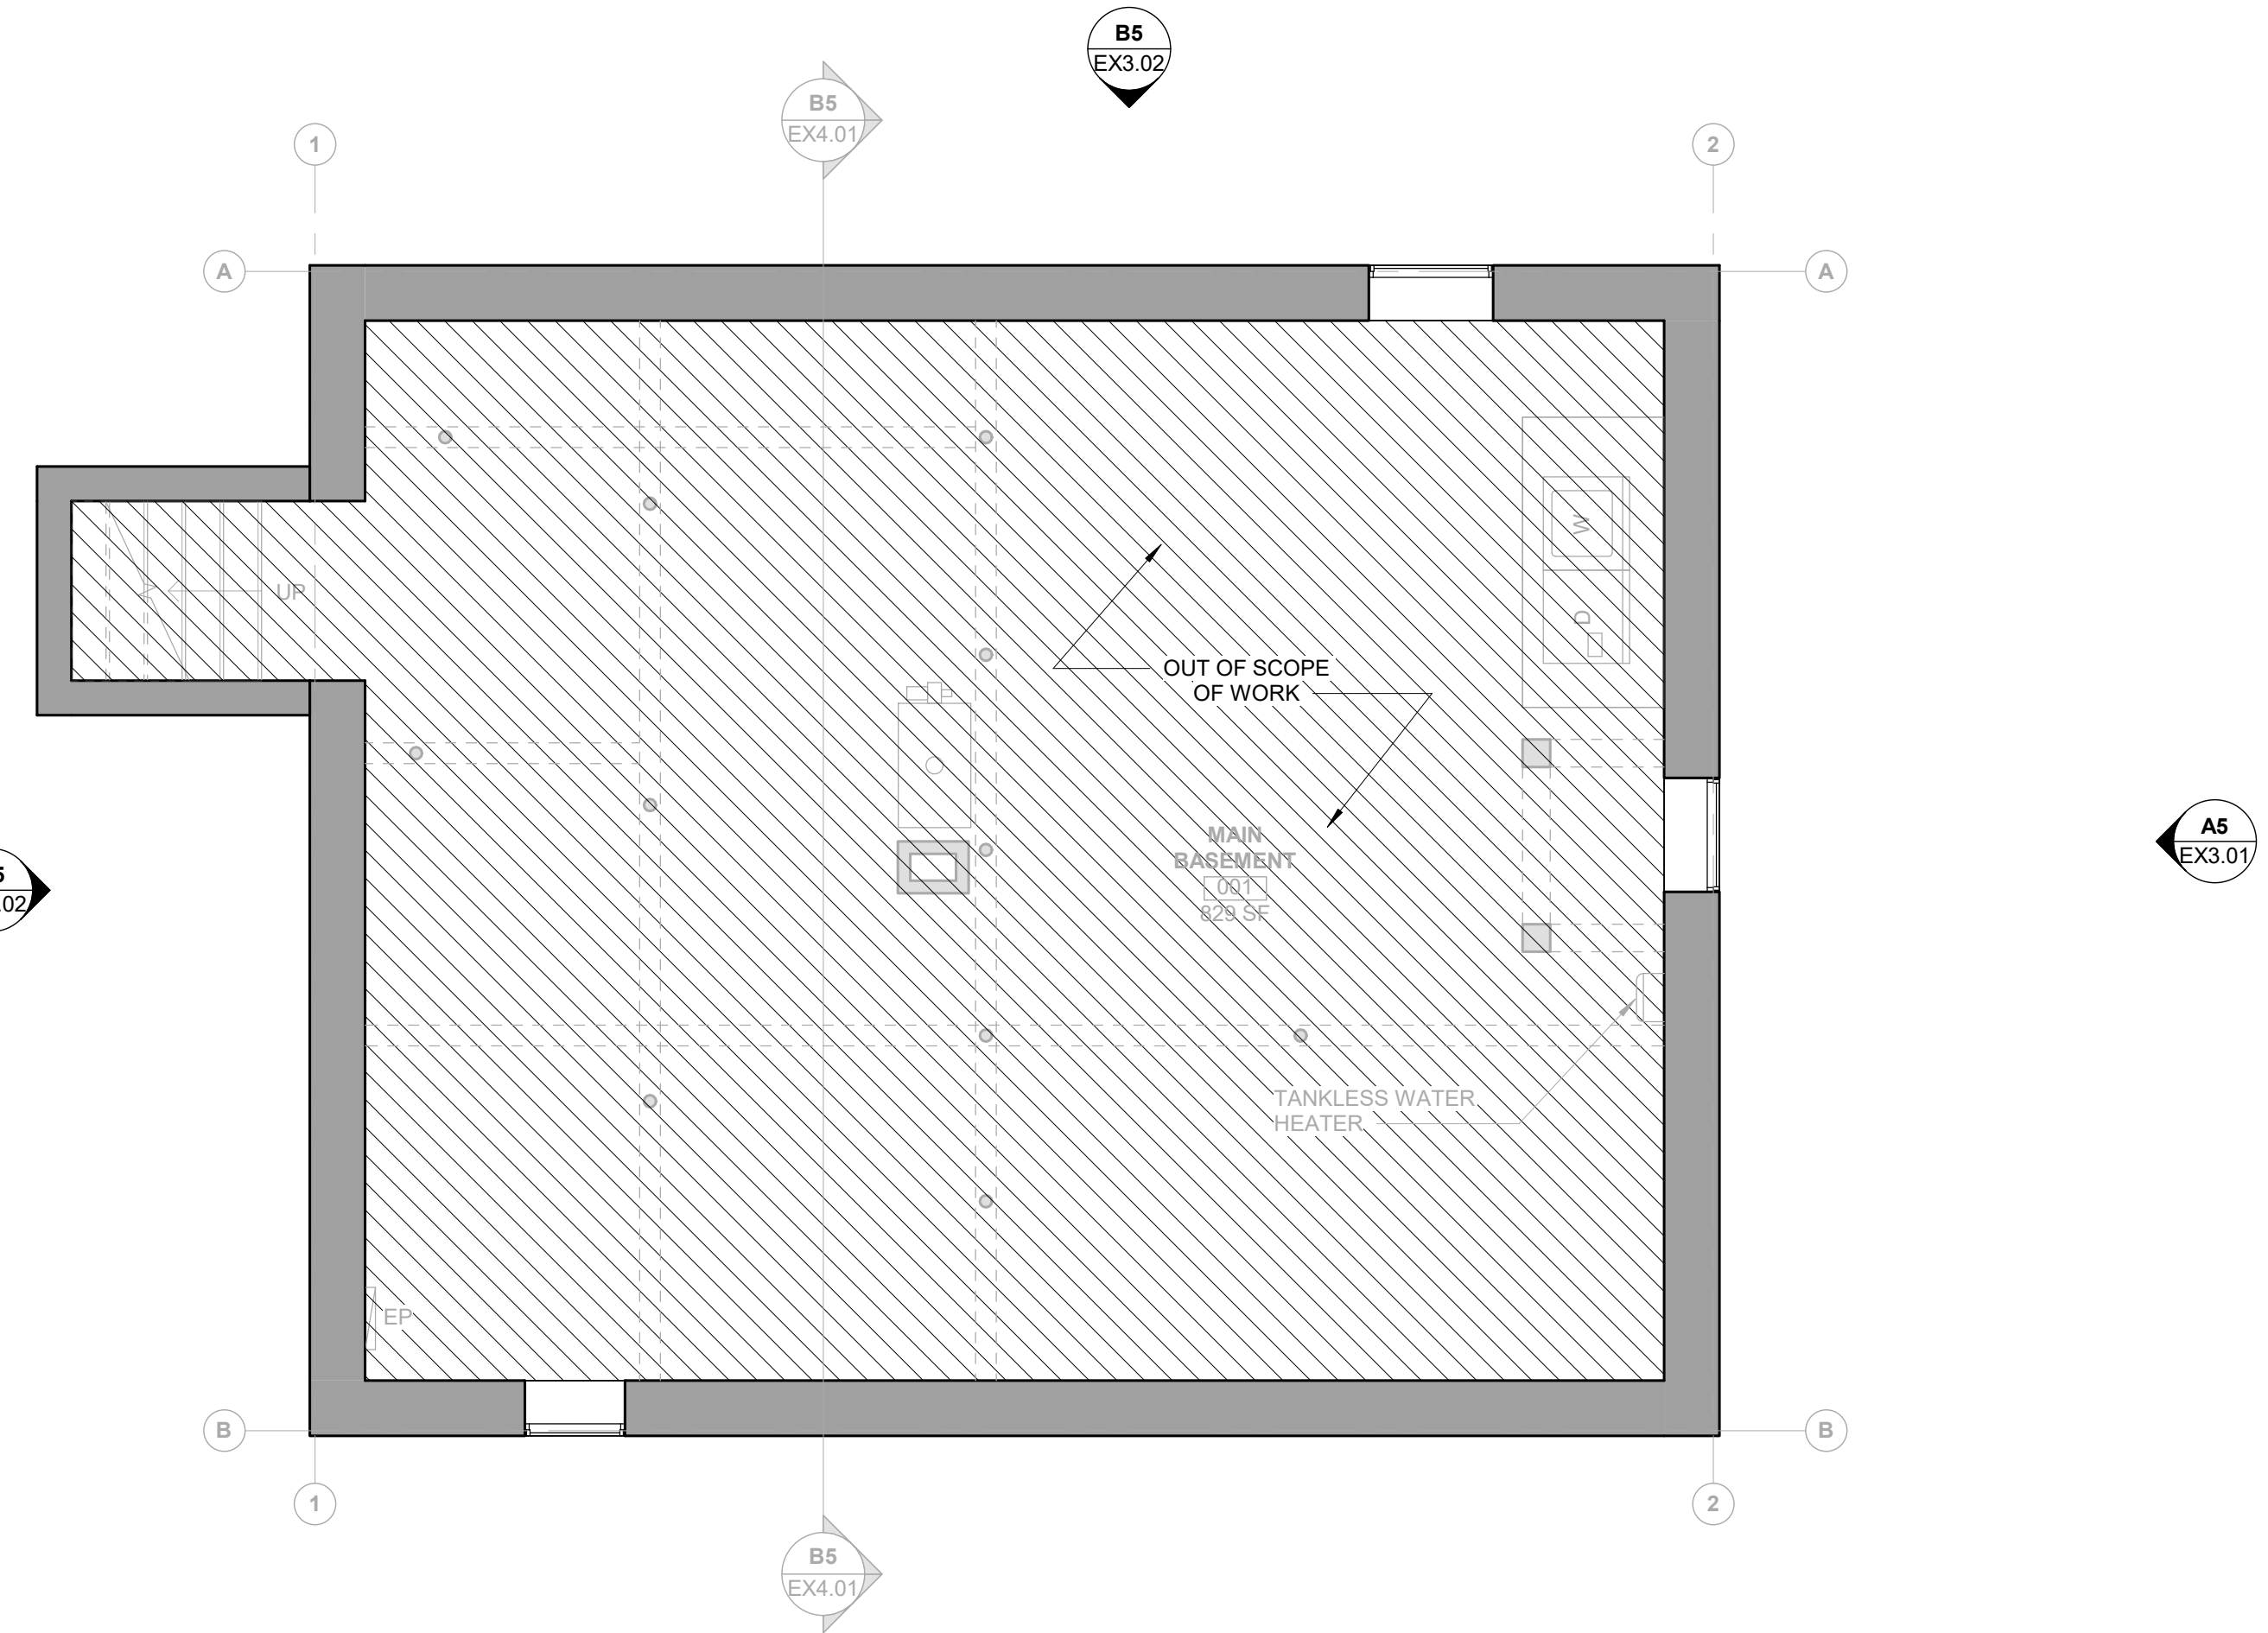 B5
EX3.02
B5
EX4.01
1
2
A
A
W
UP
D
OUT OF SCOPE
OF WORK
MAIN
BASEMENT
001
829 SF
A5
EX3.01
5
.02
TANKLESS WATER
HEATER
EP
B
B
1
2
B5
EX4.01